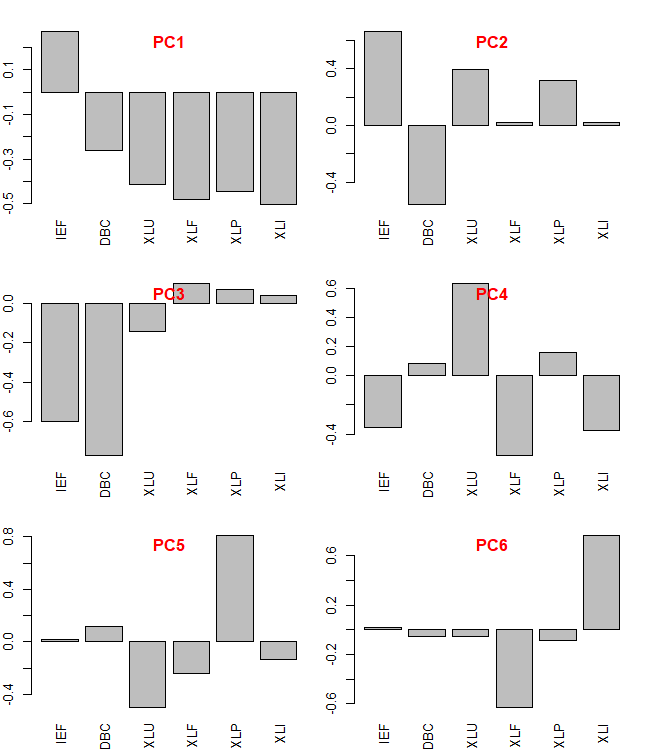 PC1
0.1
-0.1
-0.3
-0.5
IEF DBC XLU XLF XLP XLI
PC2
0.4
0.0
-0.4
IEF DBC XLU XLF XLP XLI
PC3
0.0
-0.2
-0.4
-0.6
IEF DBC XLU XLF XLP XLI
PC4
0.6
0.4
0.2
0.0
-0.4
IEF DBC XLU XLF XLP XLI
PC5
0.8
0.4
0.0
-0.4
IEF DBC XLU XLF XLP XLI
PC6
0.6
0.2
-0.2
-0.6
IEF DBC XLU XLF XLP XLI